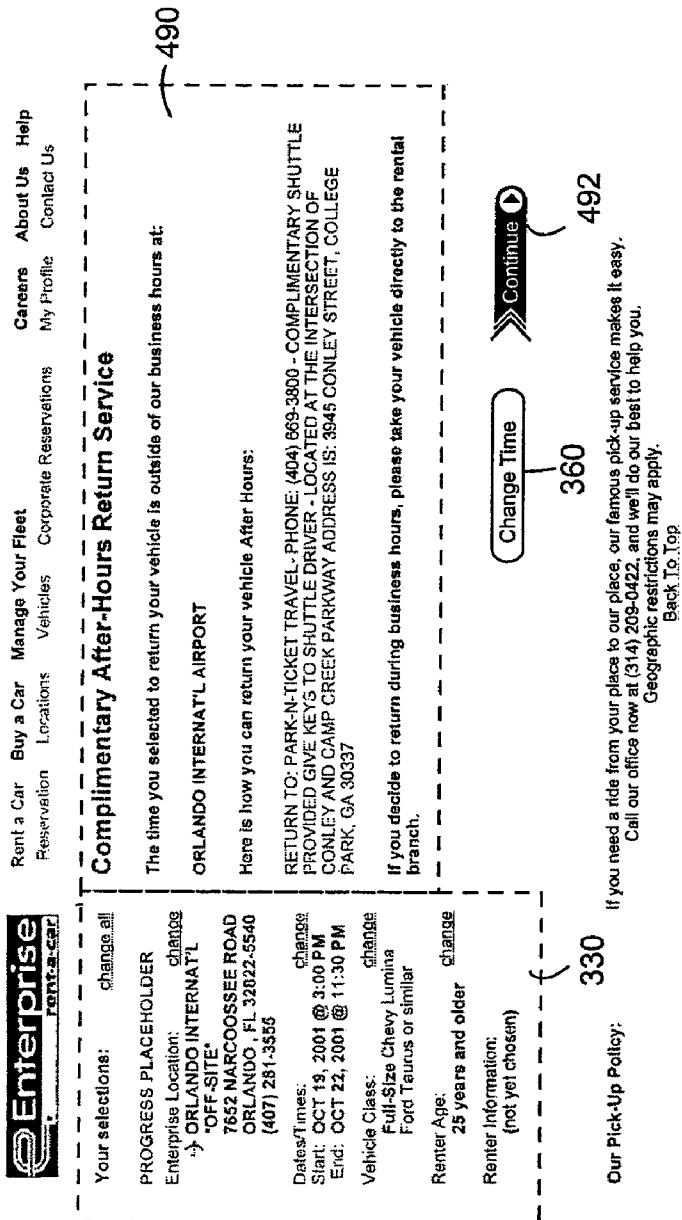 Enterprise
rent-a-car
Rent a Car Buy a Car Manage Your Fleet Careers About Us Help
Reservation Locations Vehicles Corporate Reservations My Profile Contact Us
Your selections: change all
PROGRESS PLACEHOLDER
Enterprise Location: change
ORLANDO INTERNAT'L
*OFF-SITE*
7652 NARCOOSSEE ROAD
ORLANDO , FL 32822-5540
(407) 281-3555
Dates/Times: change
Start: OCT 19, 2001 @ 3:00 PM
End: OCT 22, 2001 @ 11:30 PM
Vehicle Class: change
Full-Size Chevy Lumina
Ford Taurus or similar
Renter Age: change
25 years and older
Renter Information:
(not yet chosen)
330
Complimentary After-Hours Return Service
The time you selected to return your vehicle is outside of our business hours at:
ORLANDO INTERNAT'L AIRPORT
Here is how you can return your vehicle After Hours:
RETURN TO: PARK-N-TICKET TRAVEL- PHONE: (404) 669-3800 - COMPLIMENTARY SHUTTLE
PROVIDED GIVE KEYS TO SHUTTLE DRIVER - LOCATED AT THE INTERSECTION OF
CONLEY AND CAMP CREEK PARKWAY ADDRESS IS: 3945 CONLEY STREET, COLLEGE
PARK, GA 30337
If you decide to return during business hours, please take your vehicle directly to the rental
branch.
490
Change Time
360
Continue
492
Our Pick-Up Policy:
If you need a ride from your place to our place, our famous pick-up service makes it easy.
Call our office now at (314) 209-0422, and we'll do our best to help you.
Geographic restrictions may apply.
Back To Top